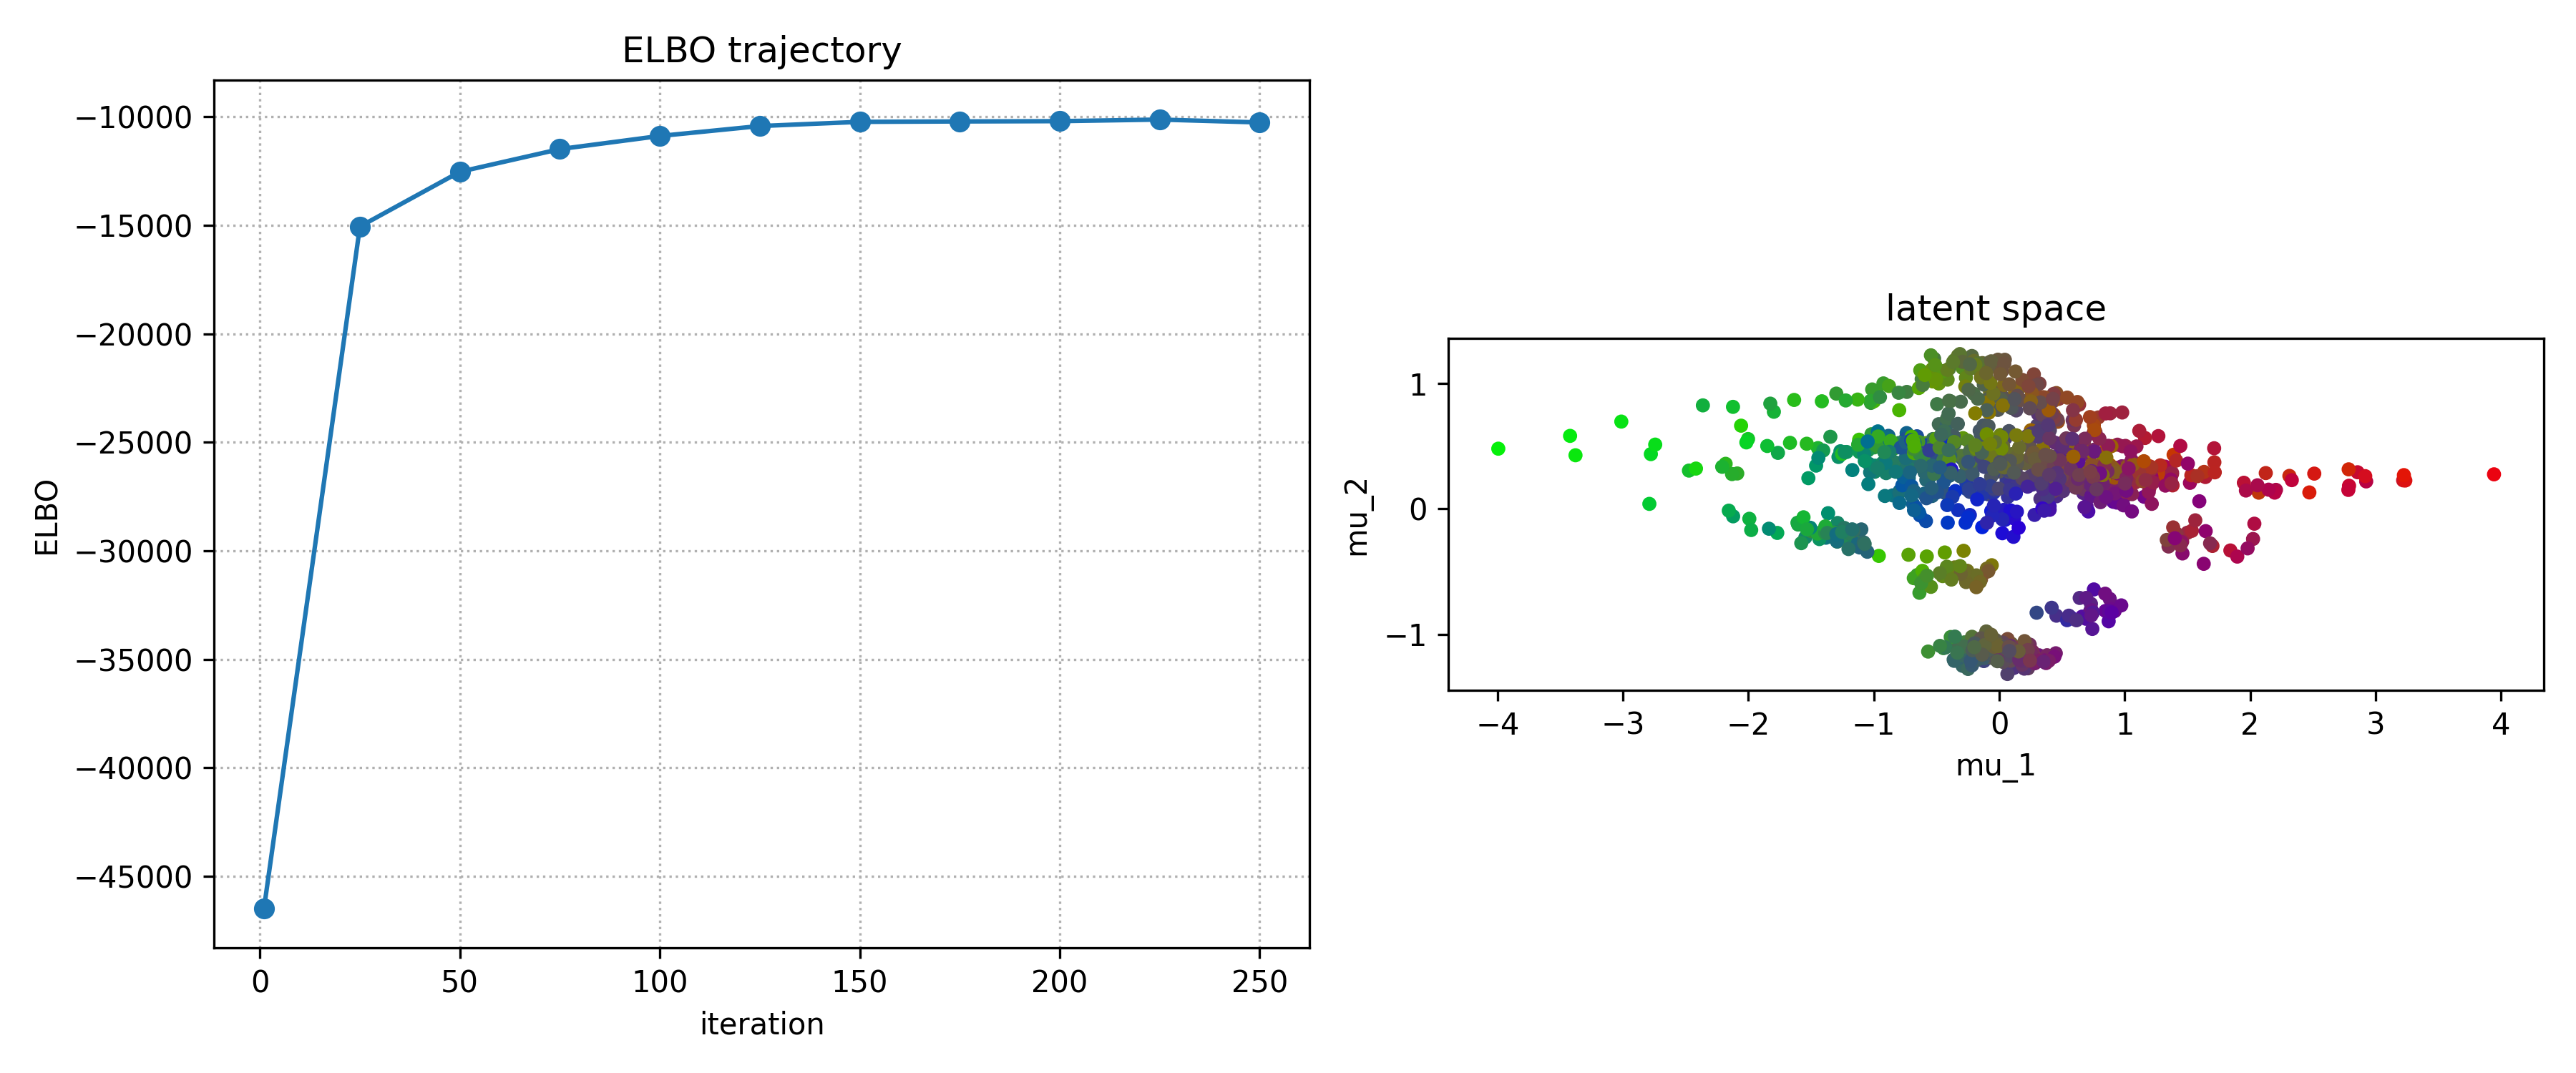 ELBO trajectory
−10000
−15000
−20000
−25000
−30000
−35000
−40000
−45000
ELBO
0 50 100 150 200 250
iteration
latent space
1
0
−1
mu_2
−4 −3 −2 −1 0 1 2 3 4
mu_1